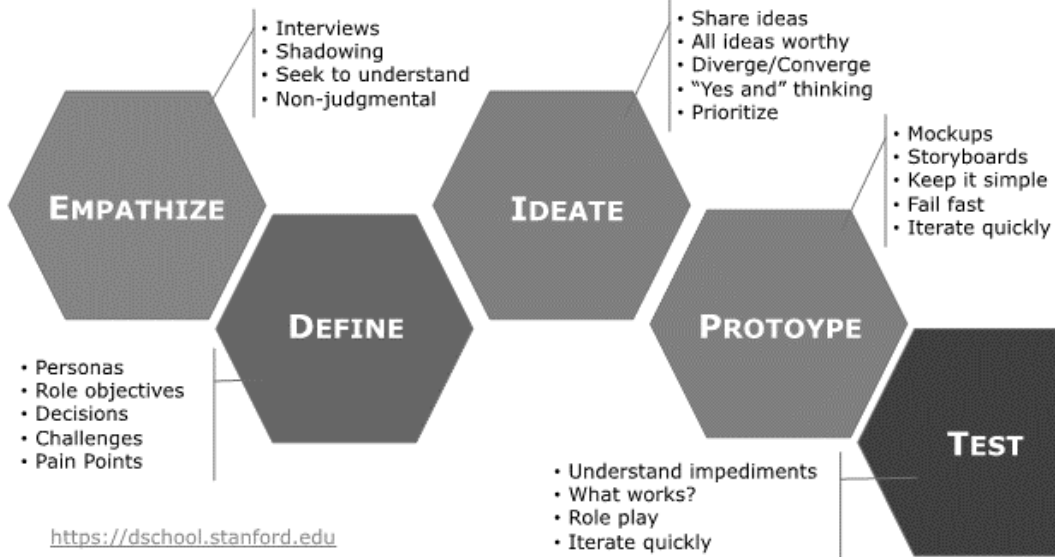 • Interviews
• Shadowing
• Seek to understand
• Non-judgmental
EMPATHIZE
• Personas
• Role objectives
• Decisions
• Challenges
• Pain Points
DEFINE
• Share ideas
• All ideas worthy
• Diverge/Converge
• “Yes and” thinking
• Prioritize
IDEATE
• Mockups
• Storyboards
• Keep it simple
• Fail fast
• Iterate quickly
PROTOYPE
• Understand impediments
• What works?
• Role play
• Iterate quickly
TEST
https://dschool.stanford.edu